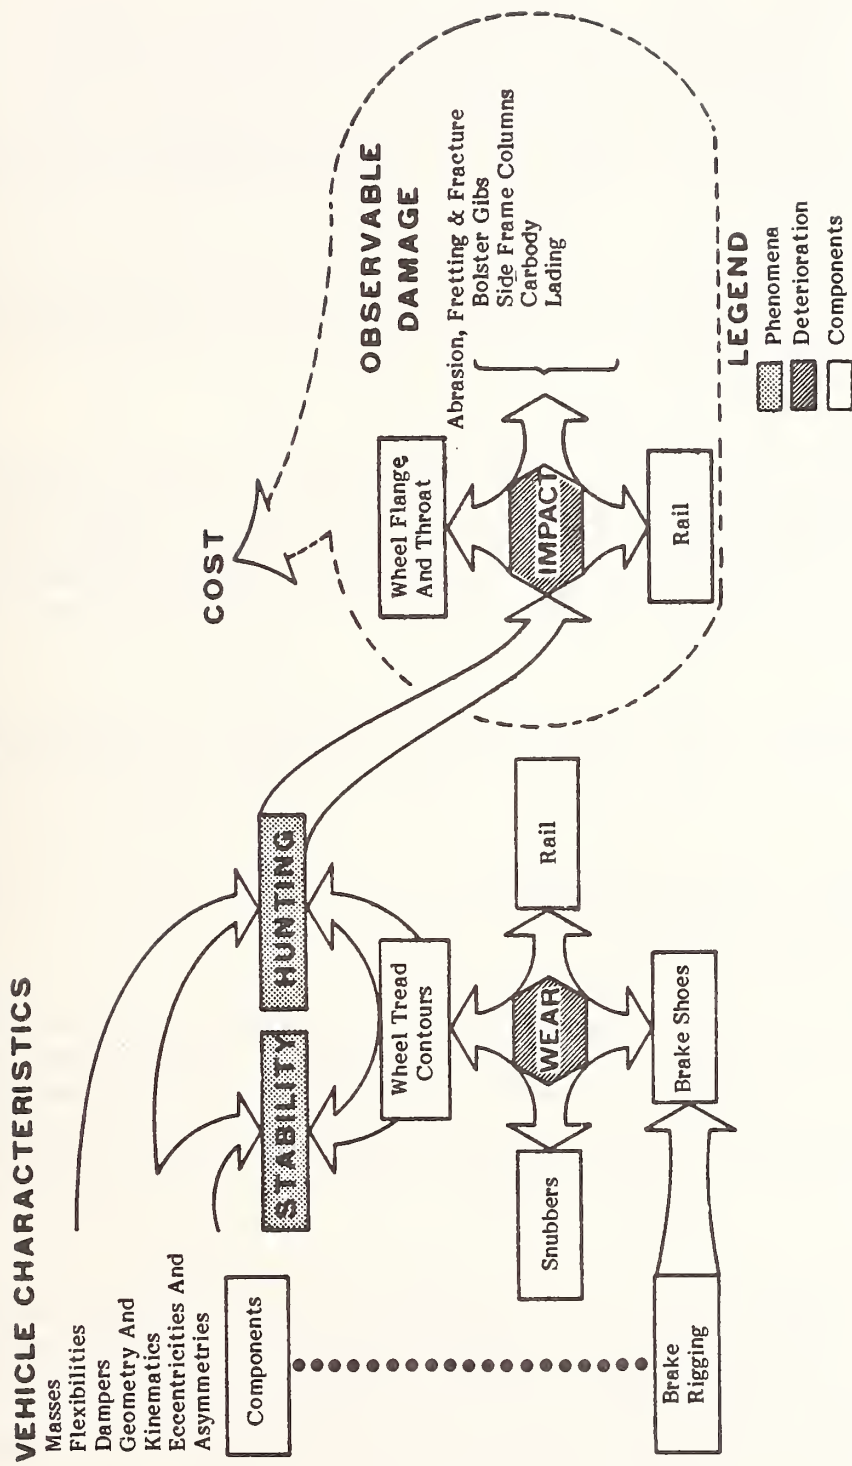 VEHICLE CHARACTERISTICS
Masses
Flexibilities
Dampers
Geometry And
Kinematics
Eccentricities And
Asymmetries
Components
STABILITY
HUNTING
COST
Wheel Tread
Contours
Snubbers
WEAR
Rail
Brake
Rigging
Brake Shoes
Wheel Flange
And Throat
IMPACT
Rail
OBSERVABLE
DAMAGE
Abrasion, Fretting & Fracture
Bolster Gibs
Side Frame Columns
Carbody
Lading
LEGEND
Phenomena
Deterioration
Components